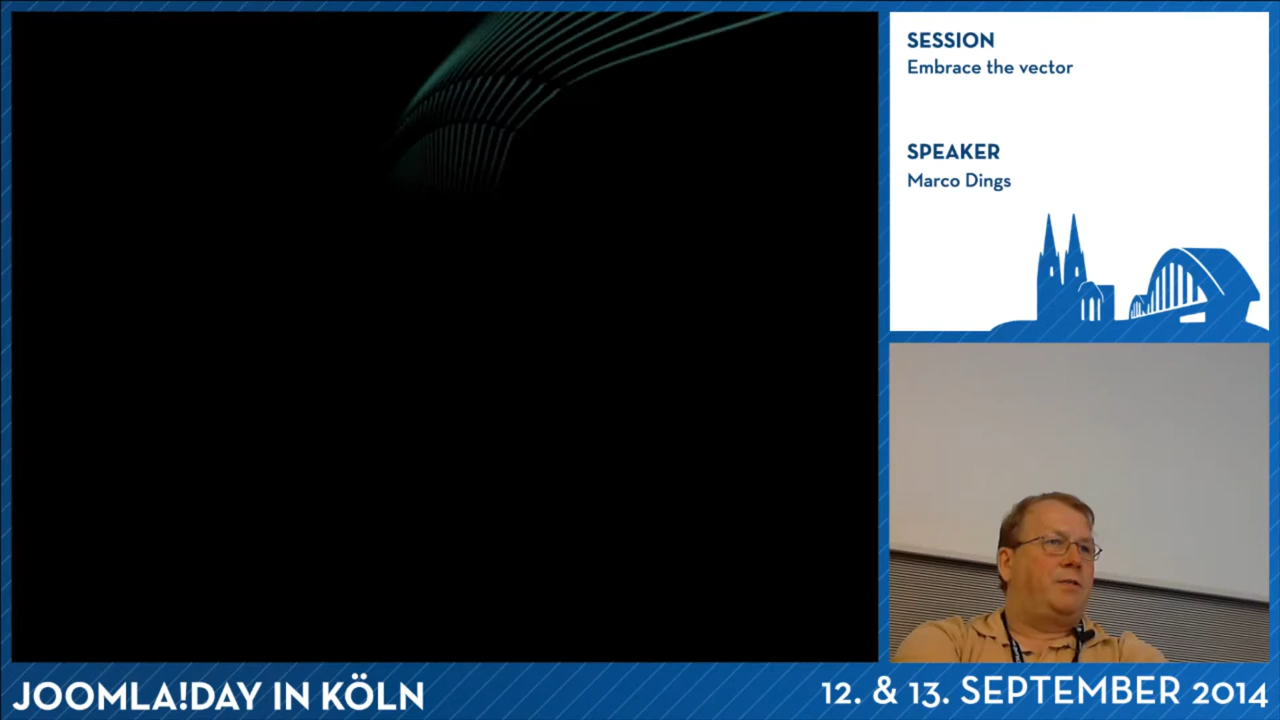 SESSION
Embrace the vector
SPEAKER
Marco Dings
JOOMLA!DAY IN KÖLN
12. & 13. SEPTEMBER 2014